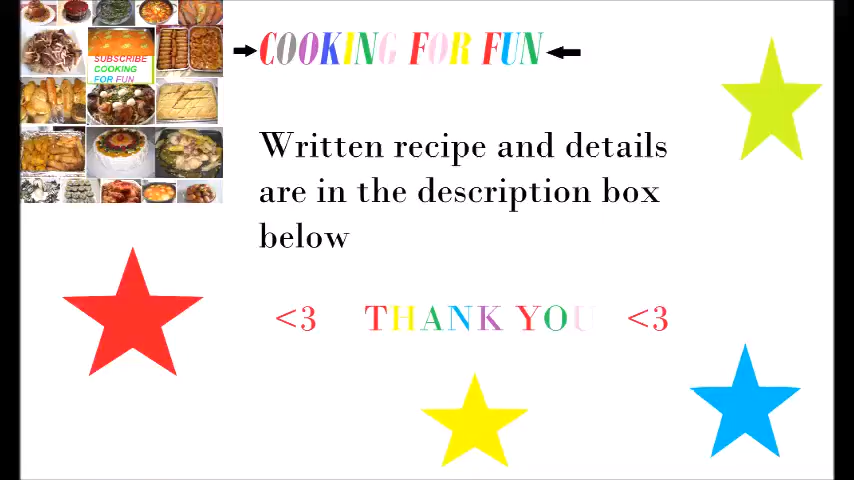 COOKING FOR FUN
SUBSCRIBE
COOKING
FOR FUN
Written recipe and details
are in the description box
below
<3 THANK YOU <3